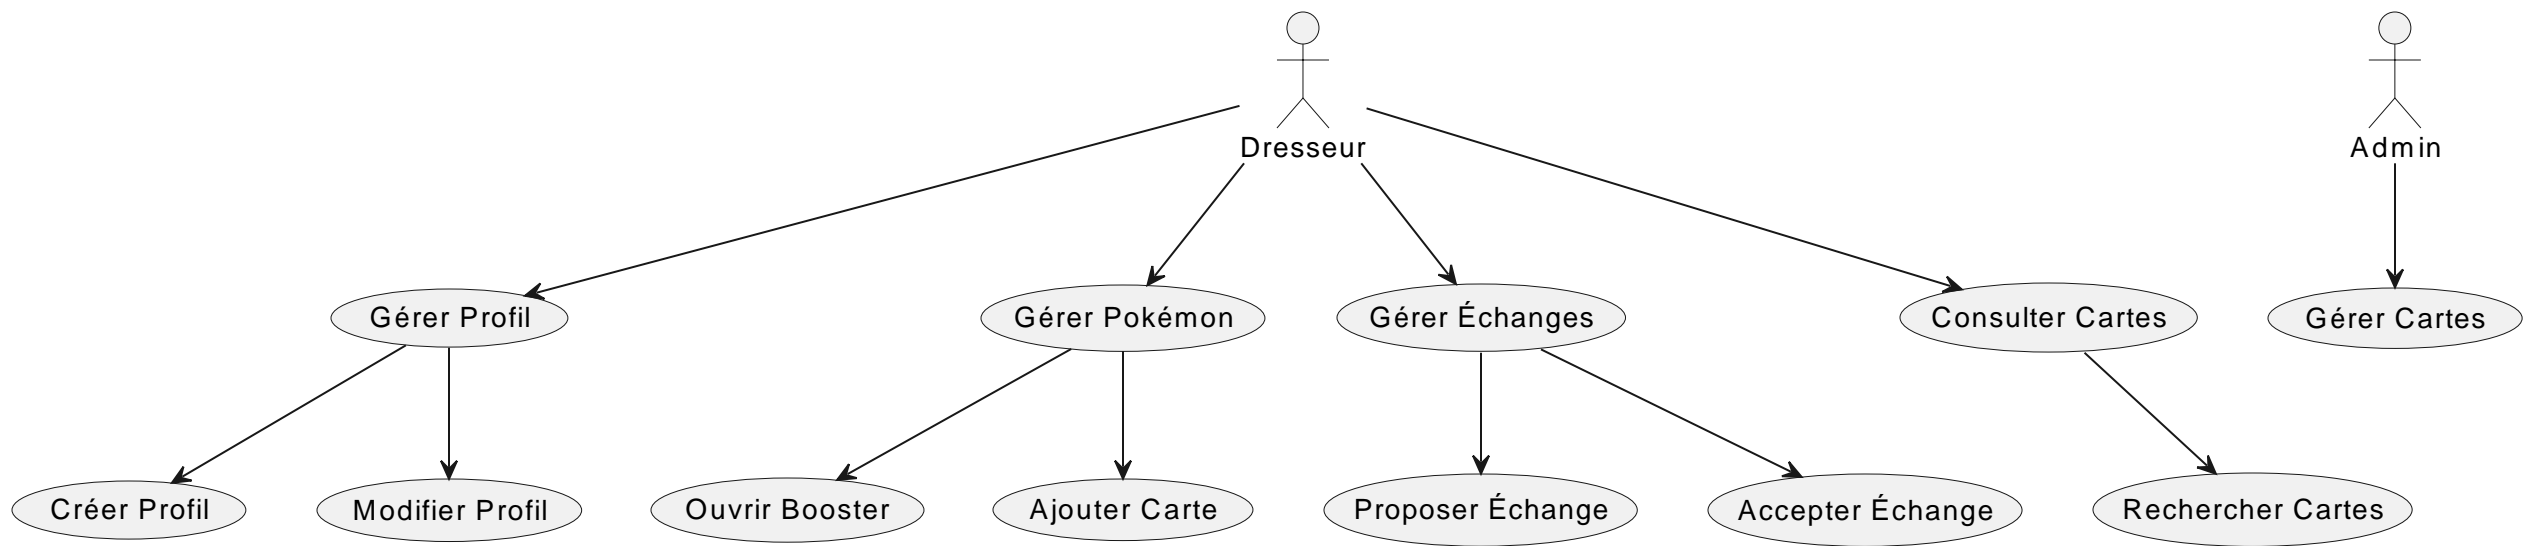 Dresseur
Admin
Gérer Profil
Gérer Pokémon
Gérer Échanges
Consulter Cartes
Gérer Cartes
Créer Profil
Modifier Profil
Ouvrir Booster
Ajouter Carte
Proposer Échange
Accepter Échange
Rechercher Cartes